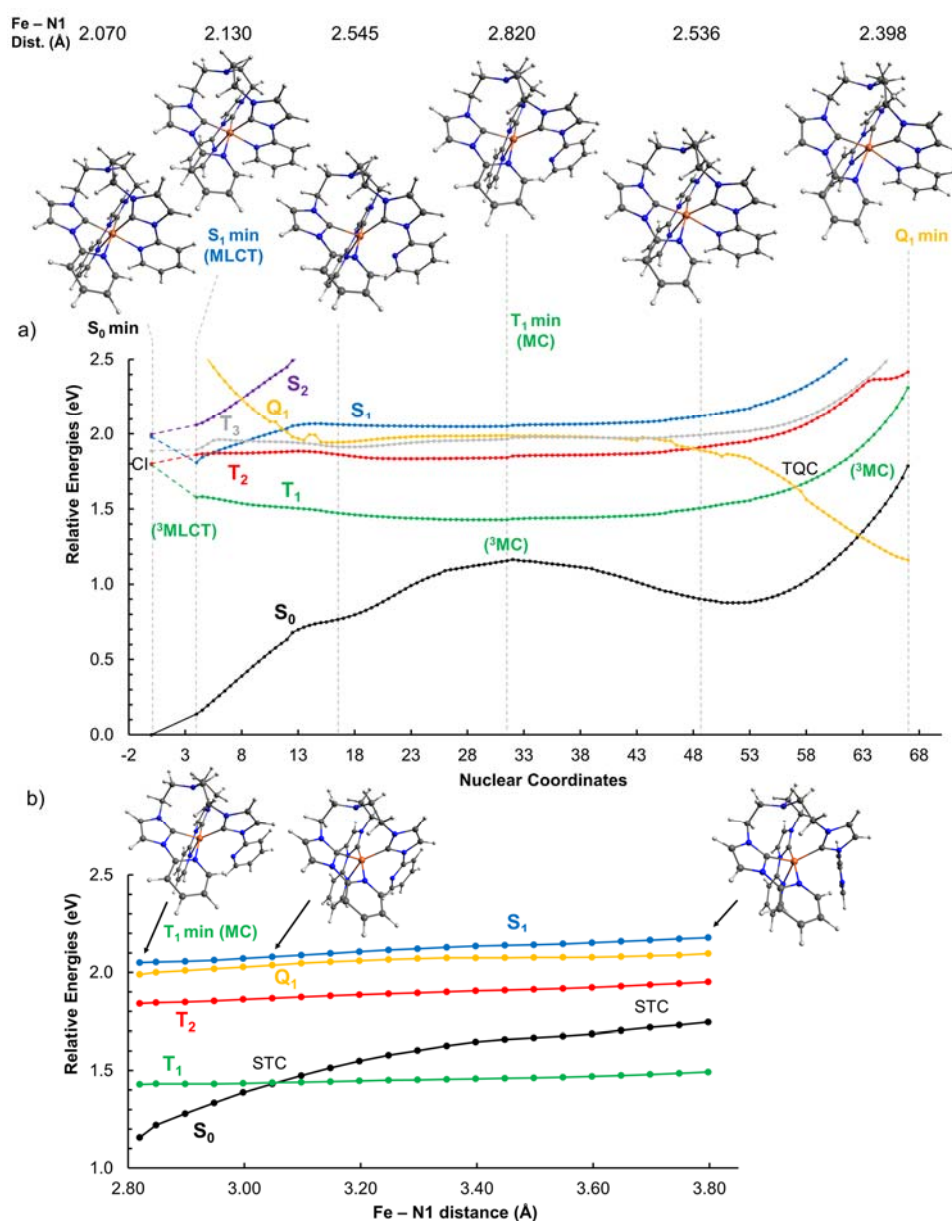 Fe – N1
Dist. (Å)
2.070 2.130 2.545 2.820 2.536 2.398
S₁ min
(MLCT)
Q₁ min
a)
S₀ min
T₁ min
(MC)
2.5
2.0
1.5
1.0
0.5
0.0
Relative Energies (eV)
S₂
Q₁
S₁
T₃
CI
T₂
TQC
T₁
(³MC)
(³MLCT)
(³MC)
S₀
-2 3 8 13 18 23 28 33 38 43 48 53 58 63 68
Nuclear Coordinates
b)
2.5
2.0
1.5
1.0
Relative Energies (eV)
T₁ min (MC)
S₁
Q₁
T₂
STC
STC
T₁
S₀
2.80 3.00 3.20 3.40 3.60 3.80
Fe – N1 distance (Å)